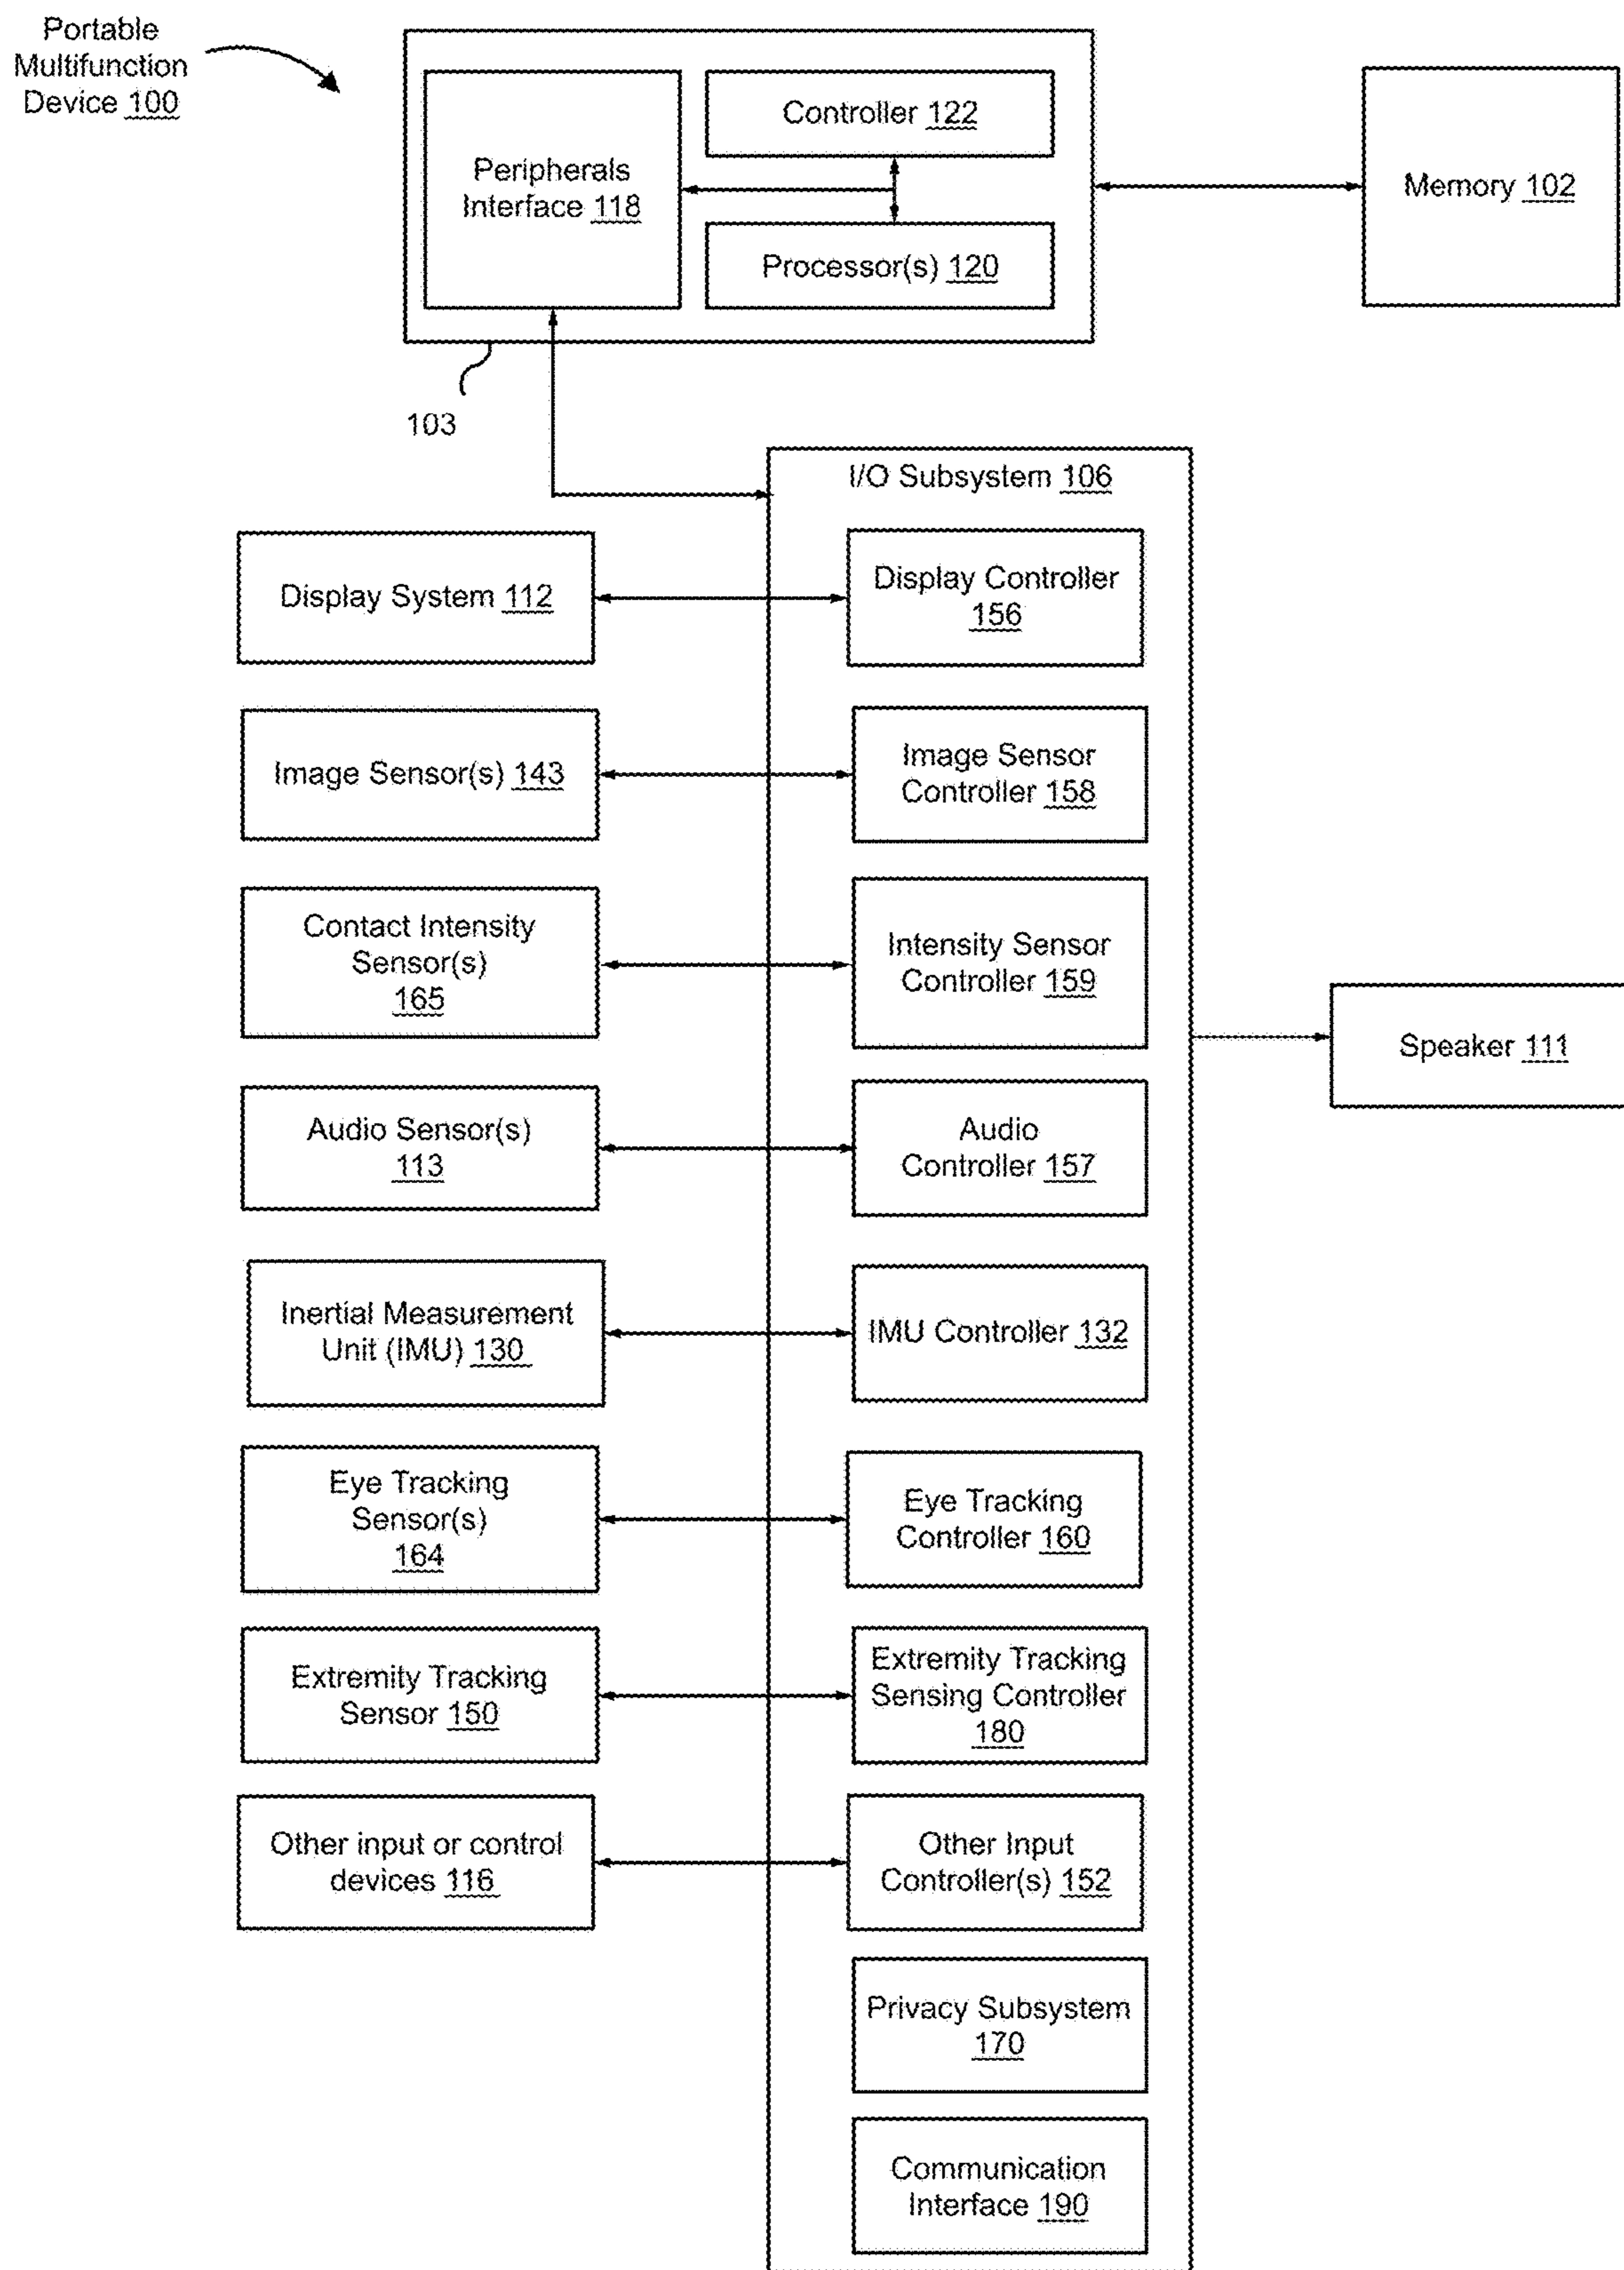 Portable
Multifunction
Device 100
Peripherals
Interface 118
Controller 122
Processor(s) 120
Memory 102
103
I/O Subsystem 106
Display System 112
Display Controller
156
Image Sensor(s) 143
Image Sensor
Controller 158
Contact Intensity
Sensor(s)
165
Intensity Sensor
Controller 159
Speaker 111
Audio Sensor(s)
113
Audio
Controller 157
Inertial Measurement
Unit (IMU) 130
IMU Controller 132
Eye Tracking
Sensor(s)
164
Eye Tracking
Controller 160
Extremity Tracking
Sensor 150
Extremity Tracking
Sensing Controller
180
Other input or control
devices 116
Other Input
Controller(s) 152
Privacy Subsystem
170
Communication
Interface 190